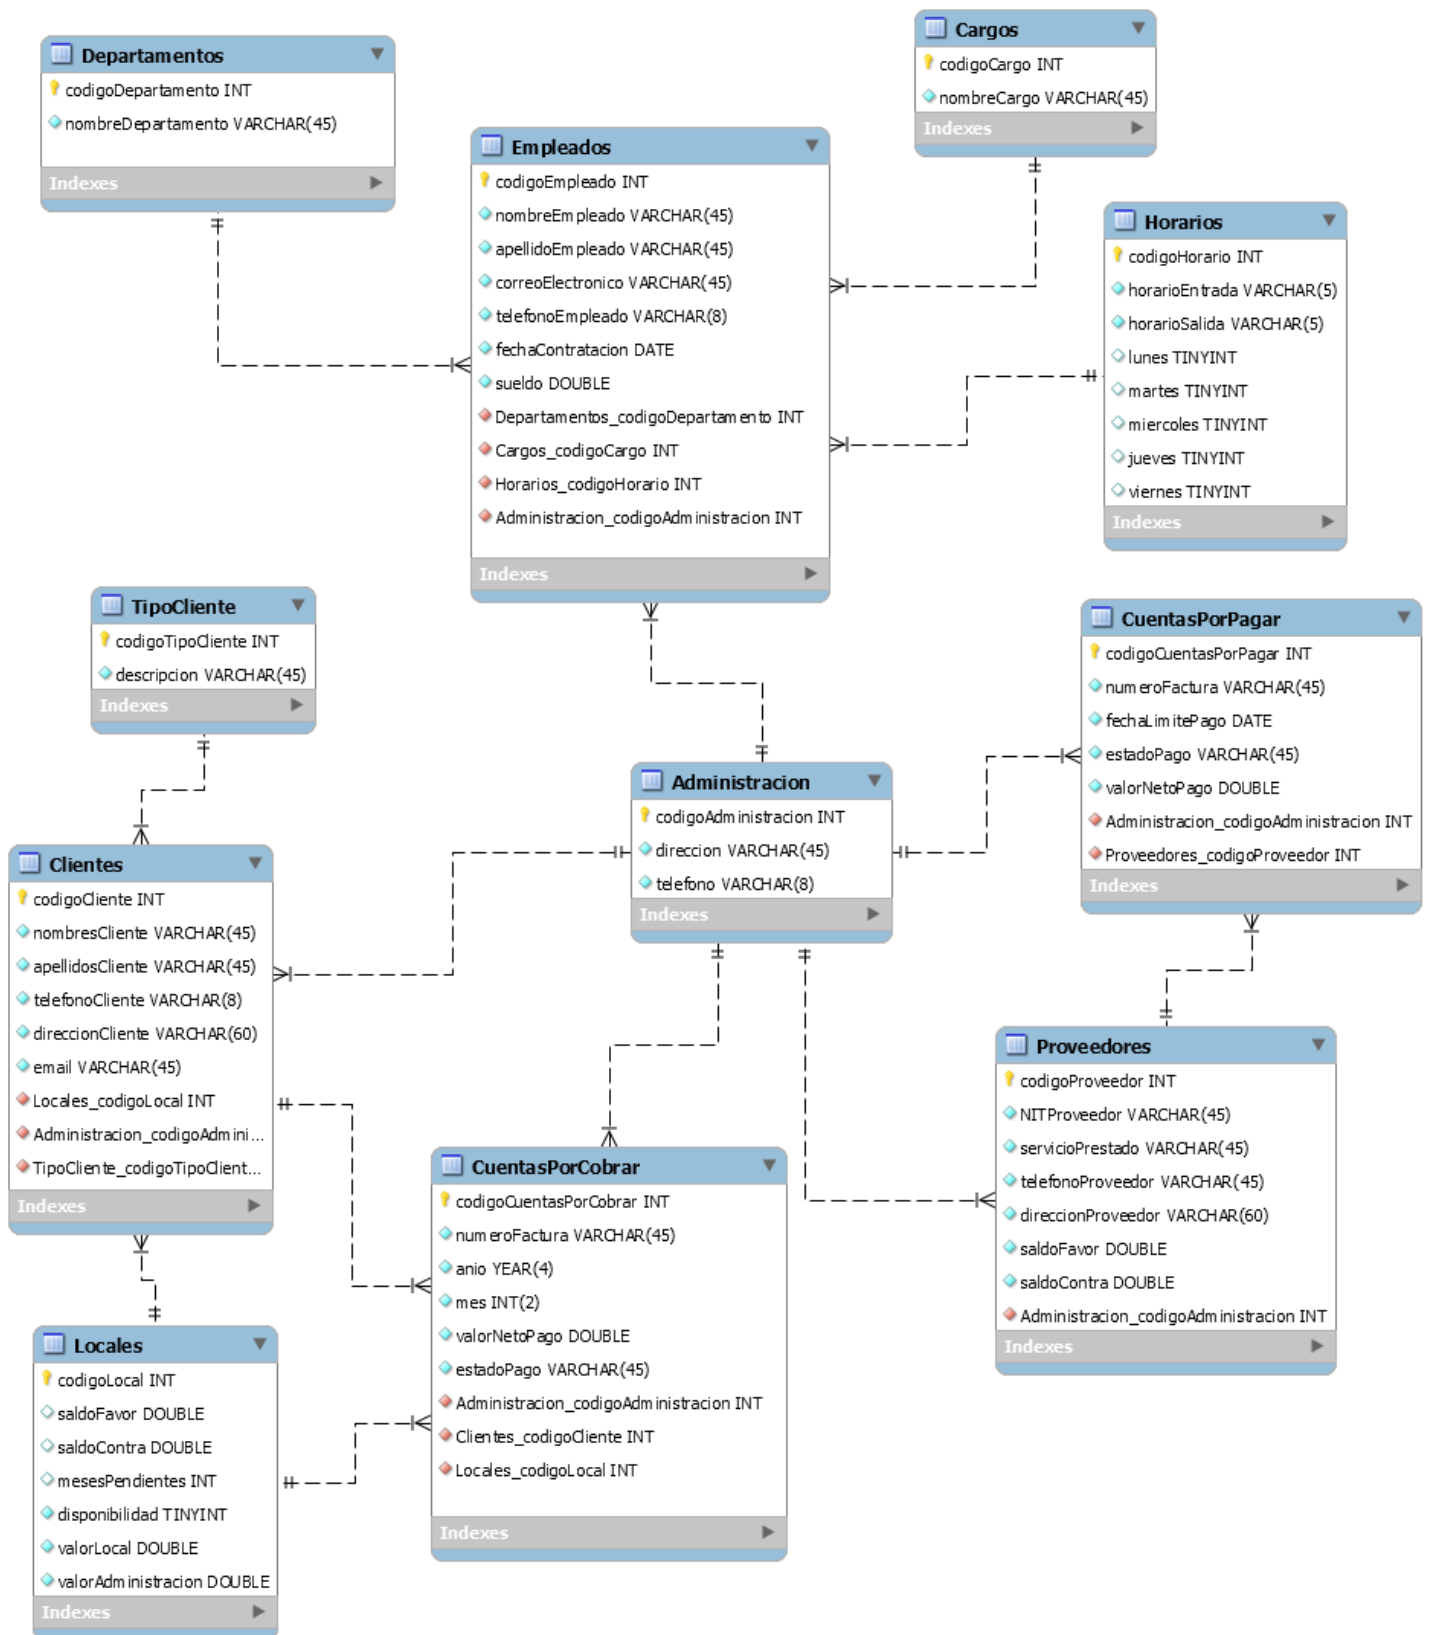 Departamentos
codigoDepartamento INT
nombreDepartamento VARCHAR(45)
Indexes
Cargos
codigoCargo INT
nombreCargo VARCHAR(45)
Indexes
Empleados
codigoEmpleado INT
nombreEmpleado VARCHAR(45)
apellidoEmpleado VARCHAR(45)
correoElectronico VARCHAR(45)
telefonoEmpleado VARCHAR(8)
fechaContratacion DATE
sueldo DOUBLE
Departamentos_codigoDepartamento INT
Cargos_codigoCargo INT
Horarios_codigoHorario INT
Administracion_codigoAdministracion INT
Indexes
Horarios
codigoHorario INT
horarioEntrada VARCHAR(5)
horarioSalida VARCHAR(5)
lunes TINYINT
martes TINYINT
miercoles TINYINT
jueves TINYINT
viernes TINYINT
Indexes
TipoCliente
codigoTipoCliente INT
descripcion VARCHAR(45)
Indexes
CuentasPorPagar
codigoCuentasPorPagar INT
numeroFactura VARCHAR(45)
fechaLimitePago DATE
estadoPago VARCHAR(45)
valorNetoPago DOUBLE
Administracion_codigoAdministracion INT
Proveedores_codigoProveedor INT
Indexes
Administracion
codigoAdministracion INT
direccion VARCHAR(45)
telefono VARCHAR(8)
Indexes
Clientes
codigoCliente INT
nombresCliente VARCHAR(45)
apellidosCliente VARCHAR(45)
telefonoCliente VARCHAR(8)
direccionCliente VARCHAR(60)
email VARCHAR(45)
Locales_codigoLocal INT
Administracion_codigoAdmini...
TipoCliente_codigoTipoClient...
Indexes
Proveedores
codigoProveedor INT
NITProveedor VARCHAR(45)
servicioPrestado VARCHAR(45)
telefonoProveedor VARCHAR(45)
direccionProveedor VARCHAR(60)
saldoFavor DOUBLE
saldoContra DOUBLE
Administracion_codigoAdministracion INT
Indexes
CuentasPorCobrar
codigoCuentasPorCobrar INT
numeroFactura VARCHAR(45)
anio YEAR(4)
mes INT(2)
valorNetoPago DOUBLE
estadoPago VARCHAR(45)
Administracion_codigoAdministracion INT
Clientes_codigoCliente INT
Locales_codigoLocal INT
Indexes
Locales
codigoLocal INT
saldoFavor DOUBLE
saldoContra DOUBLE
mesesPendientes INT
disponibilidad TINYINT
valorLocal DOUBLE
valorAdministracion DOUBLE
Indexes